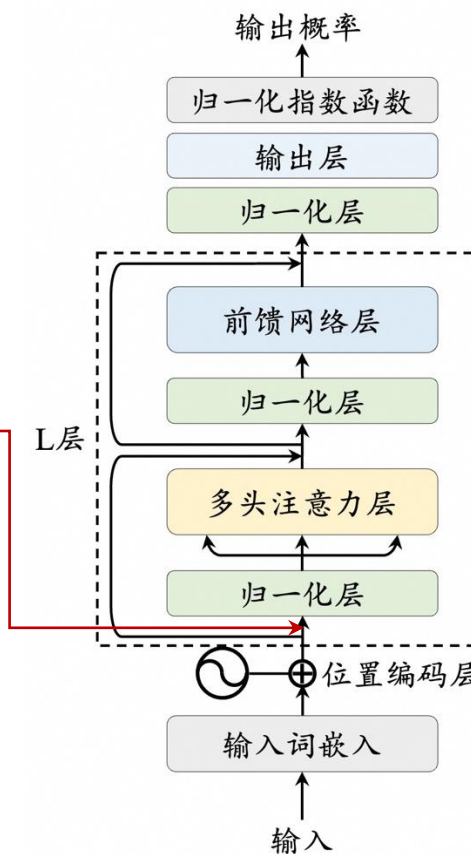 输出概率
归一化指数函数
输出层
归一化层
前馈网络层
归一化层
L层
多头注意力层
归一化层
位置编码层
输入词嵌入
输入